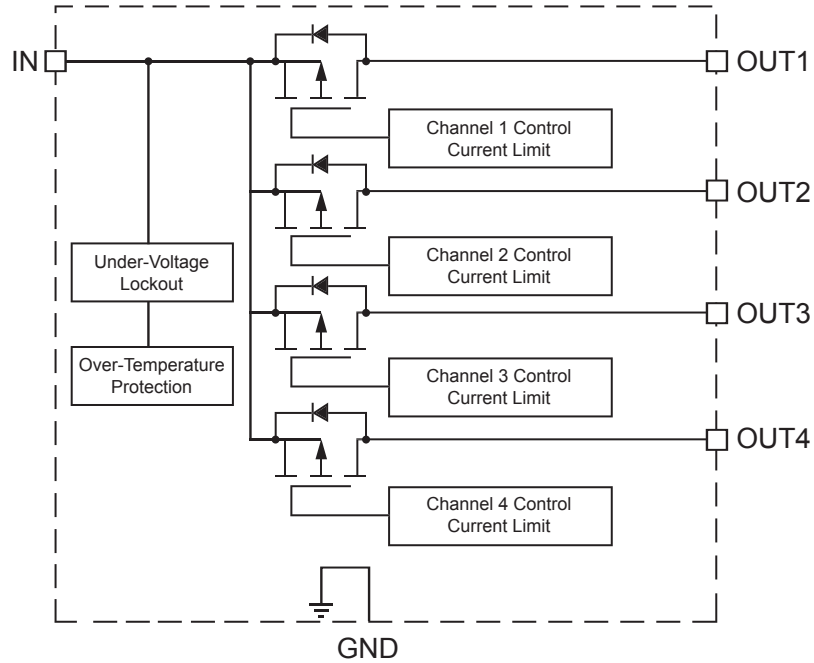 IN
OUT1
Channel 1 Control
Current Limit
OUT2
Channel 2 Control
Current Limit
Under-Voltage
Lockout
OUT3
Over-Temperature
Protection
Channel 3 Control
Current Limit
OUT4
Channel 4 Control
Current Limit
GND